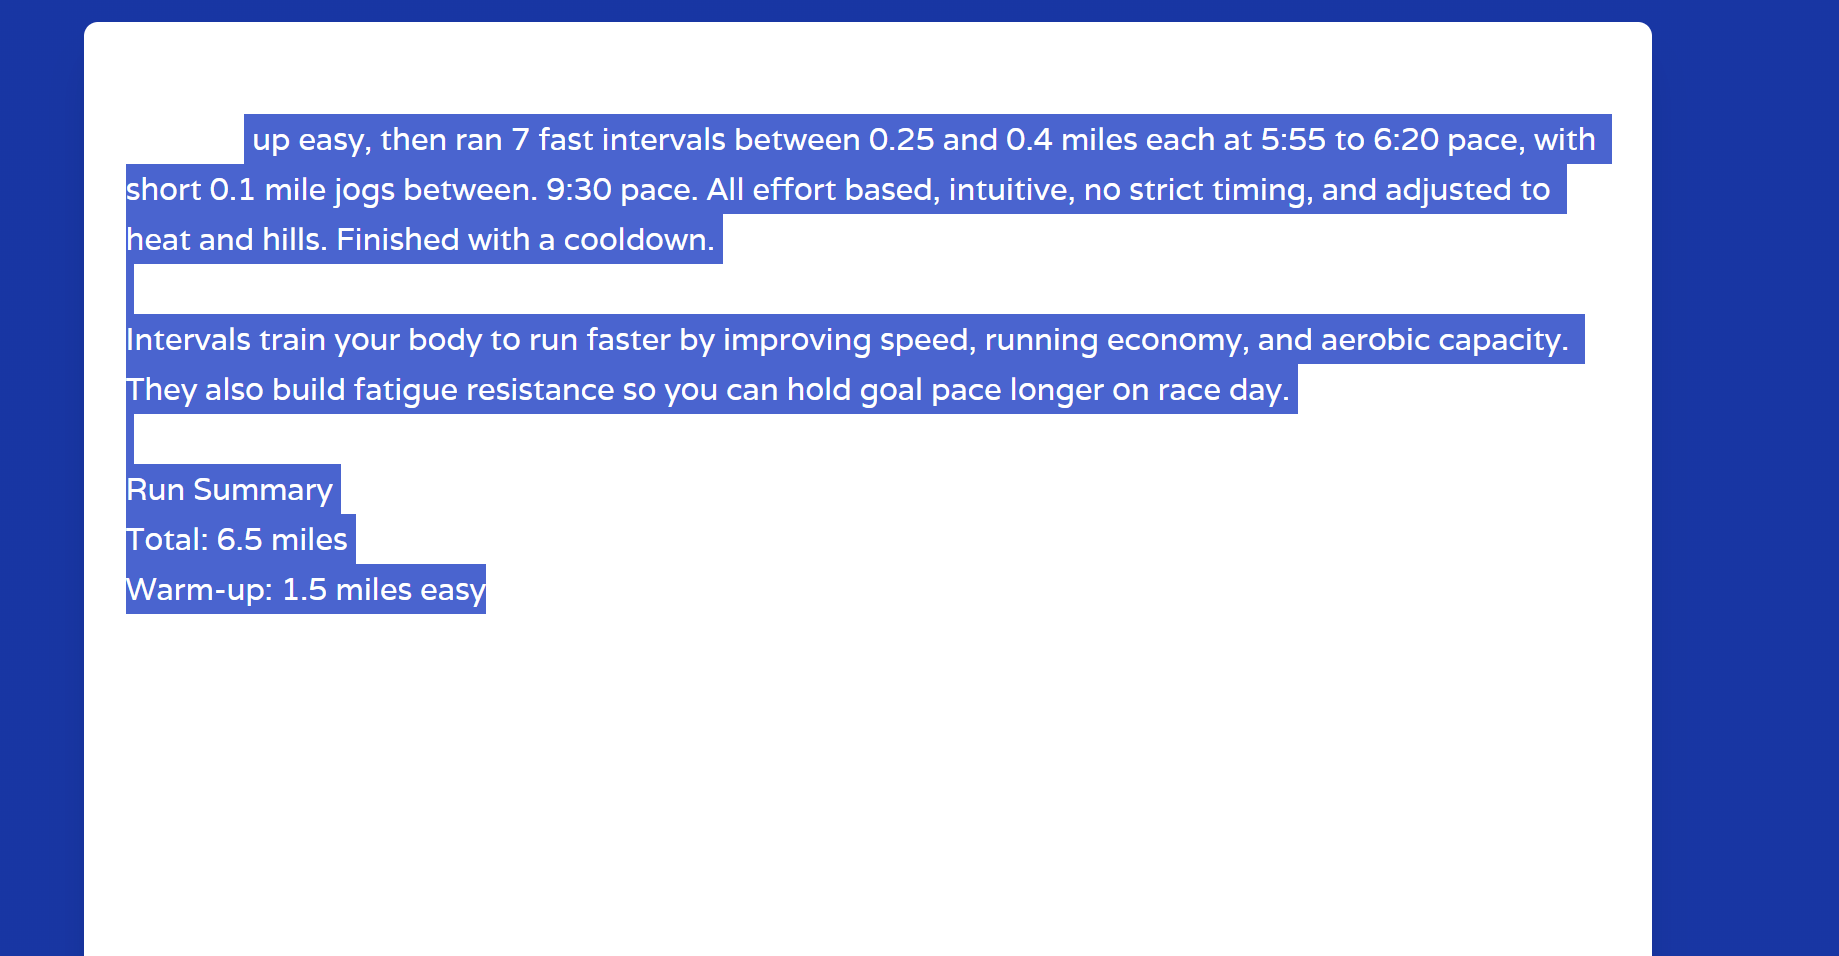 up easy, then ran 7 fast intervals between 0.25 and 0.4 miles each at 5:55 to 6:20 pace, with
short 0.1 mile jogs between. 9:30 pace. All effort based, intuitive, no strict timing, and adjusted to
heat and hills. Finished with a cooldown.
Intervals train your body to run faster by improving speed, running economy, and aerobic capacity.
They also build fatigue resistance so you can hold goal pace longer on race day.
Run Summary
Total: 6.5 miles
Warm-up: 1.5 miles easy